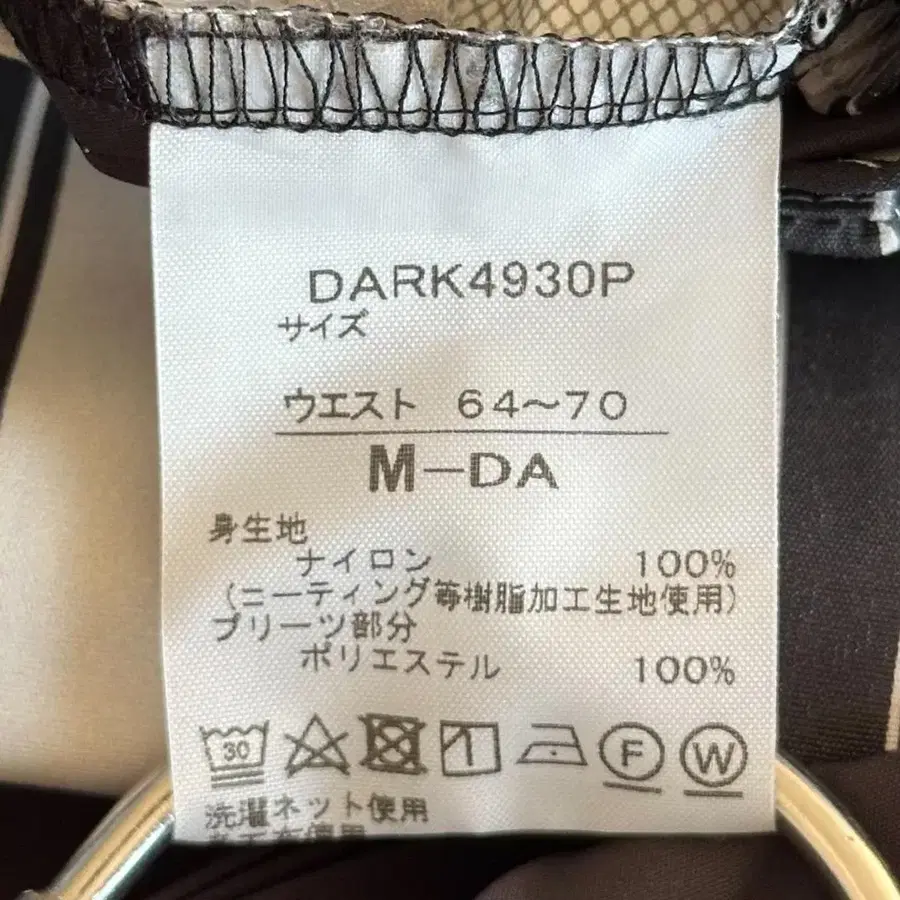 DARK4930P
サイズ
ウエスト 64～70
M-DA
身生地
ナイロン 100%
(コーティング等樹脂加工生地使用)
プリーツ部分
ポリエステル 100%
30
F
W
洗濯ネット使用